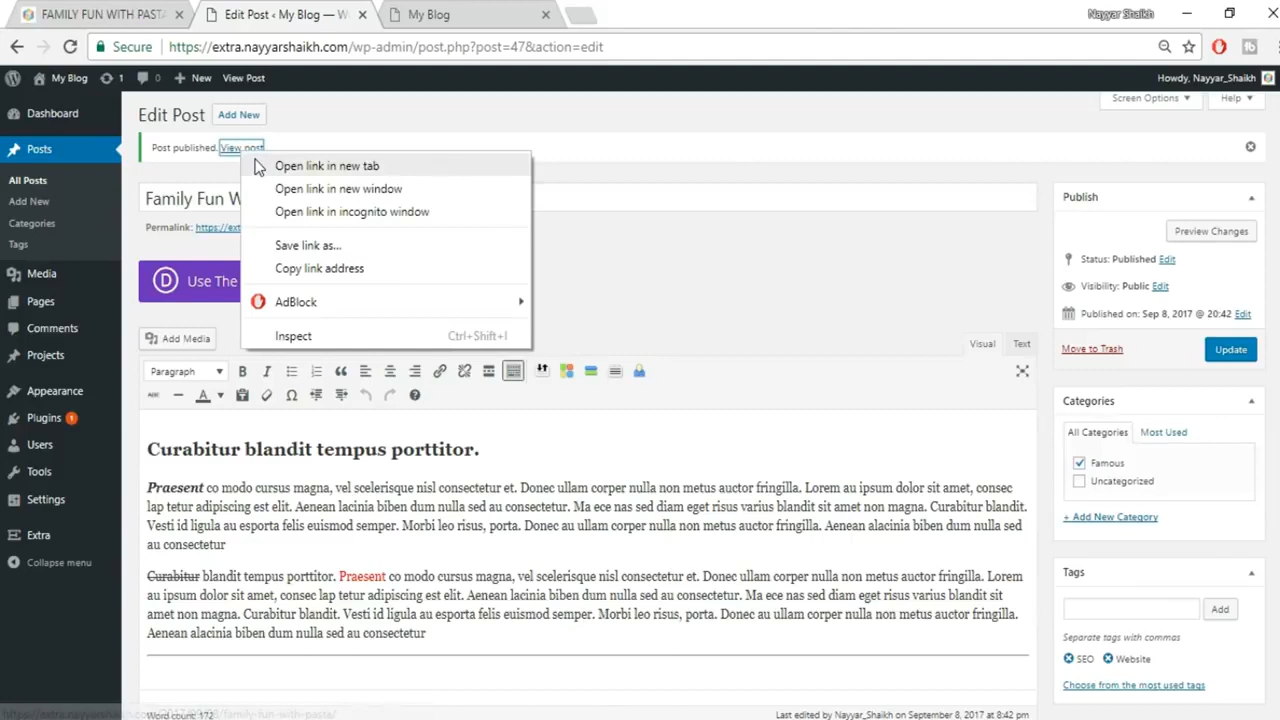 FAMILY FUN WITH PASTA
Edit Post ‹ My Blog — W
My Blog
Nayyar Shaikh
Secure
https://extra.nayyarshaikh.com/wp-admin/post.php?post=47&action=edit
My Blog 1 0 New View Post
Howdy, Nayyar_Shaikh
Dashboard
Posts
All Posts
Add New
Categories
Tags
Media
Pages
Comments
Projects
Appearance
Plugins 1
Users
Tools
Settings
Extra
Collapse menu
Edit Post Add New
Screen Options Help
Post published. View post
Family Fun W
Permalink: https://ext
D Use The
Open link in new tab
Open link in new window
Open link in incognito window
Save link as...
Copy link address
AdBlock
Inspect Ctrl+Shift+I
Add Media
Visual Text
Paragraph B I
ABC A
Curabitur blandit tempus porttitor.
Praesent co modo cursus magna, vel scelerisque nisl consectetur et. Donec ullam corper nulla non metus auctor fringilla. Lorem au ipsum dolor sit amet, consec
lap tetur adipiscing est elit. Aenean lacinia biben dum nulla sed consectetur. Ma ece nas sed diam eget risus varius blandit sit amet non magna. Curabitur blandit.
Vesti id ligula au esporta felis euismod semper. Morbi leo risus, porta. Donec au ullam corper nulla non metus auctor fringilla. Aenean alacinia biben dum nulla sed
au consectetur
Curabitur blandit tempus porttitor. Praesent co modo cursus magna, vel scelerisque nisl consectetur et. Donec ullam corper nulla non metus auctor fringilla. Lorem
au ipsum dolor sit amet, consec lap tetur adipiscing est elit. Aenean lacinia biben dum nulla sed consectetur. Ma ece nas sed diam eget risus varius blandit sit
amet non magna. Curabitur blandit. Vesti id ligula au esporta felis euismod semper. Morbi leo risus, porta. Donec au ullam corper nulla non metus auctor fringilla.
Aenean alacinia biben dum nulla sed au consectetur
Word count: 172
Last edited by Nayyar_Shaikh on September 8, 2017 at 8:42 pm
Publish
Preview Changes
Status: Published Edit
Visibility: Public Edit
Published on: Sep 8, 2017 @ 20:42 Edit
Move to Trash Update
Categories
All Categories Most Used
Famous
Uncategorized
+ Add New Category
Tags
Add
Separate tags with commas
SEO Website
Choose from the most used tags